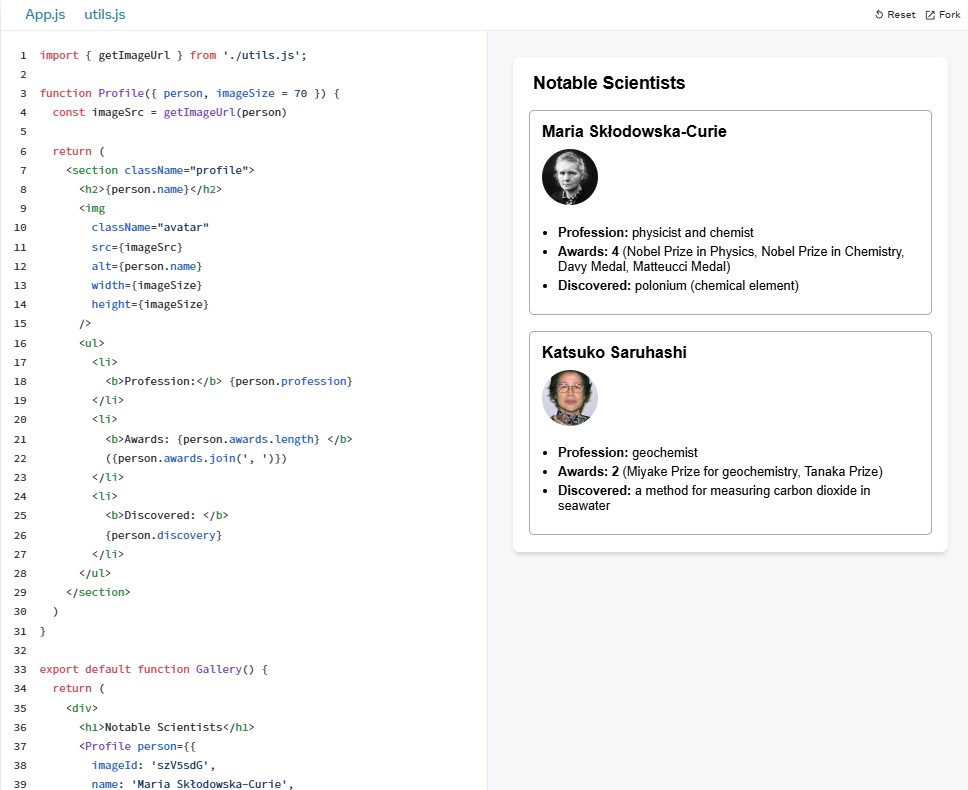 App.js utils.js Reset Fork
1 import { getImageUrl } from './utils.js';
2
3 function Profile({ person, imageSize = 70 }) {
4 const imageSrc = getImageUrl(person)
5
6 return (
7 <section className="profile">
8 <h2>{person.name}</h2>
9 <img
10 className="avatar"
11 src={imageSrc}
12 alt={person.name}
13 width={imageSize}
14 height={imageSize}
15 />
16 <ul>
17 <li>
18 <b>Profession:</b> {person.profession}
19 </li>
20 <li>
21 <b>Awards: {person.awards.length} </b>
22 ({person.awards.join(', ')})
23 </li>
24 <li>
25 <b>Discovered: </b>
26 {person.discovery}
27 </li>
28 </ul>
29 </section>
30 )
31 }
32
33 export default function Gallery() {
34 return (
35 <div>
36 <h1>Notable Scientists</h1>
37 <Profile person={{
38 imageId: 'szV5sdG',
39 name: 'Maria Skłodowska-Curie',
Notable Scientists
Maria Skłodowska-Curie
• Profession: physicist and chemist
• Awards: 4 (Nobel Prize in Physics, Nobel Prize in Chemistry,
Davy Medal, Matteucci Medal)
• Discovered: polonium (chemical element)
Katsuko Saruhashi
• Profession: geochemist
• Awards: 2 (Miyake Prize for geochemistry, Tanaka Prize)
• Discovered: a method for measuring carbon dioxide in
seawater